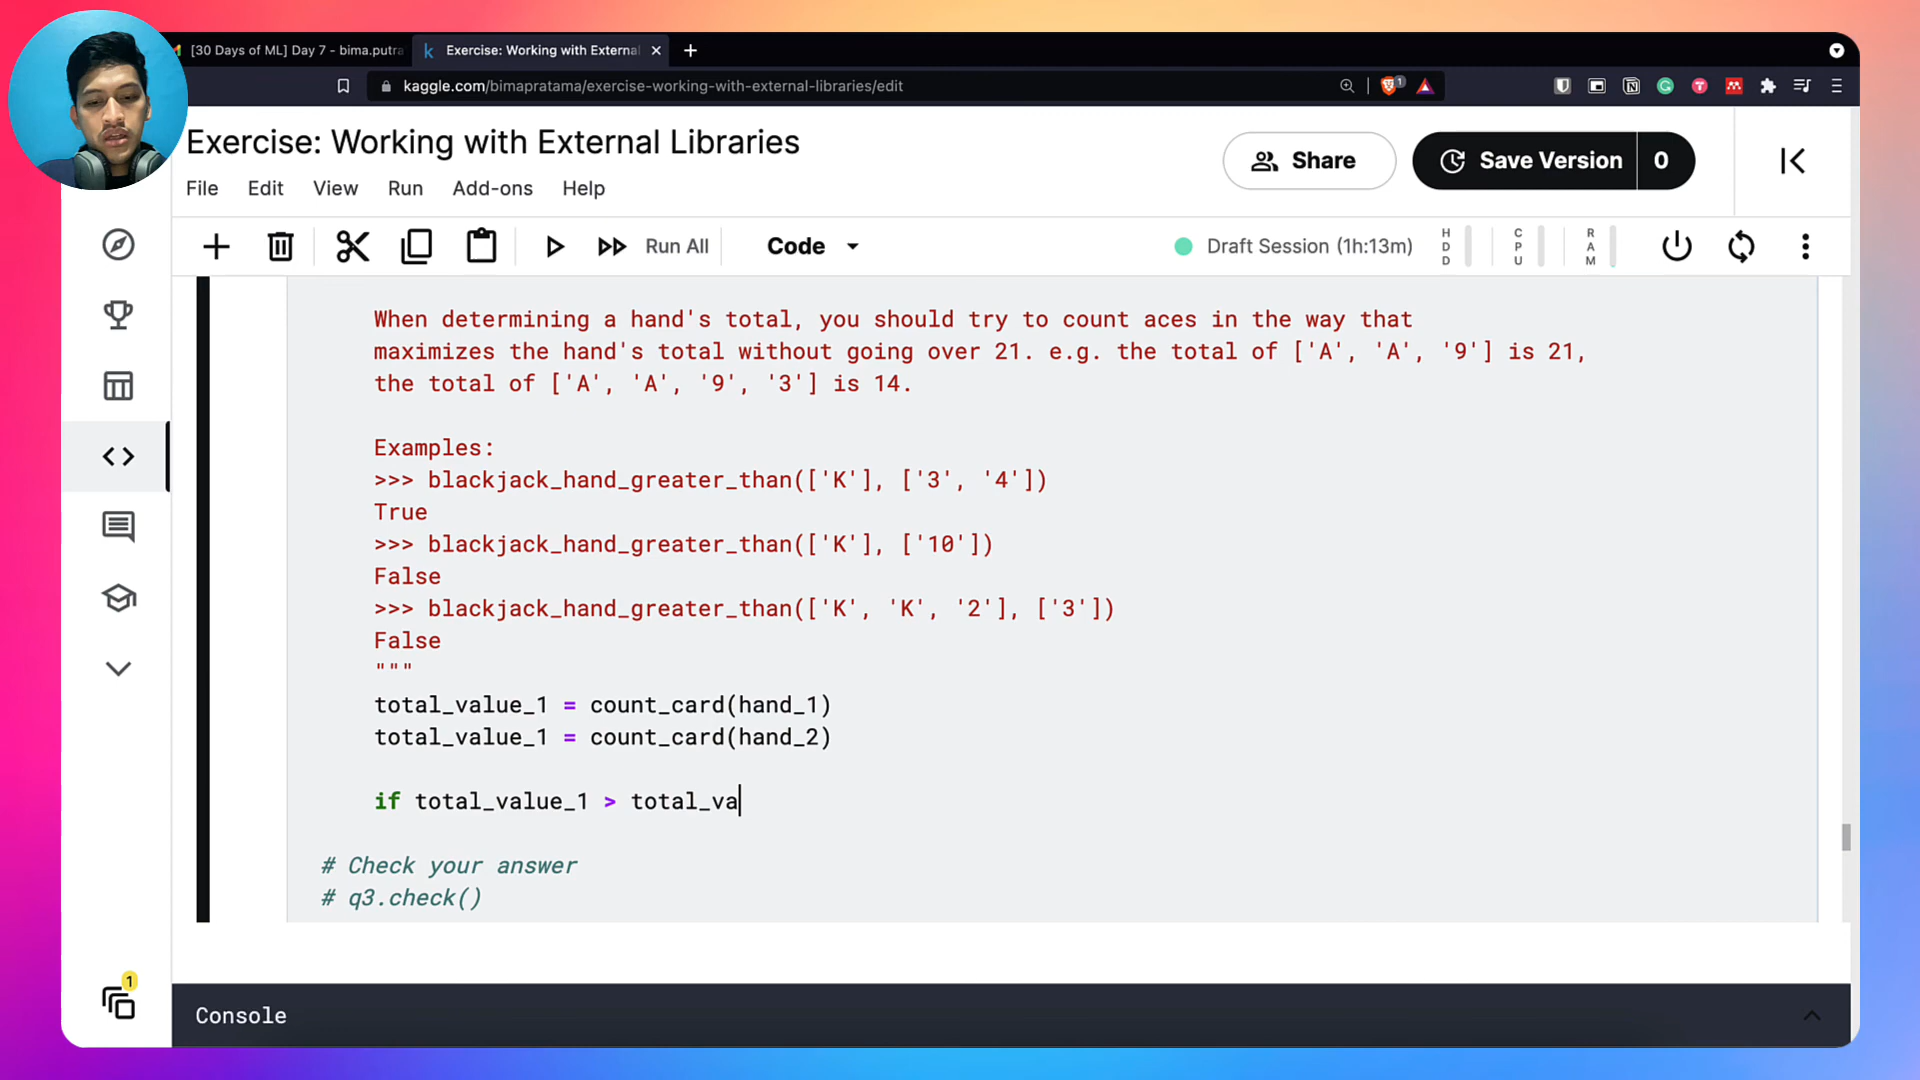 [30 Days of ML] Day 7 - bima.putra
Exercise: Working with External
kaggle.com/bimapratama/exercise-working-with-external-libraries/edit
1
Exercise: Working with External Libraries
Share
Save Version
0
File Edit View Run Add-ons Help
Run All
Code
Draft Session (1h:13m)
HDD
CPU
RAM
When determining a hand's total, you should try to count aces in the way that
maximizes the hand's total without going over 21. e.g. the total of ['A', 'A', '9'] is 21,
the total of ['A', 'A', '9', '3'] is 14.
Examples:
>>> blackjack_hand_greater_than(['K'], ['3', '4'])
True
>>> blackjack_hand_greater_than(['K'], ['10'])
False
>>> blackjack_hand_greater_than(['K', 'K', '2'], ['3'])
False
"""
total_value_1 = count_card(hand_1)
total_value_1 = count_card(hand_2)
if total_value_1 > total_va
# Check your answer
# q3.check()
1
Console